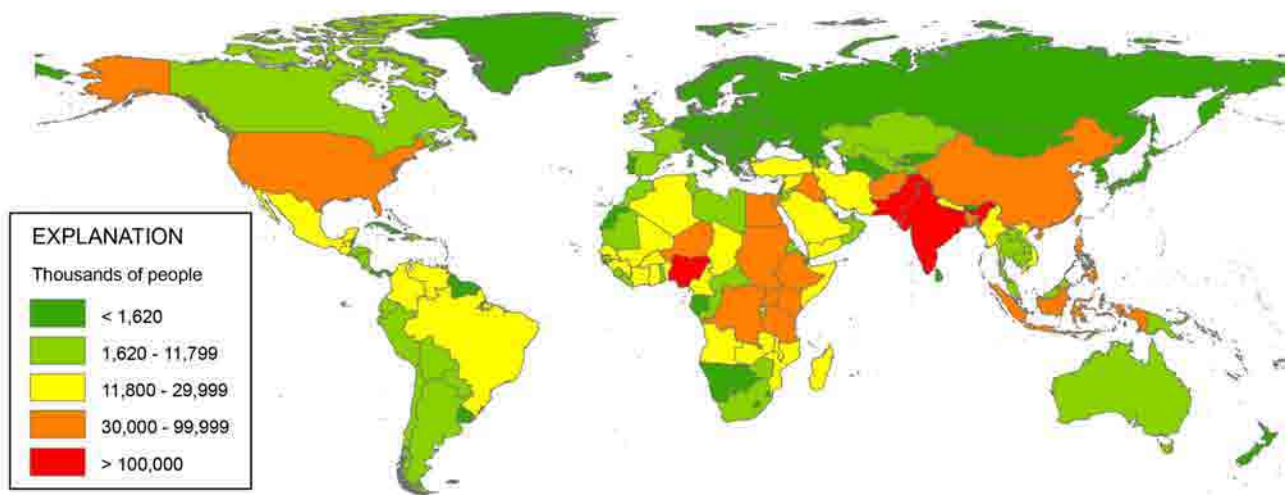 EXPLANATION
Thousands of people
< 1,620
1,620 - 11,799
11,800 - 29,999
30,000 - 99,999
> 100,000